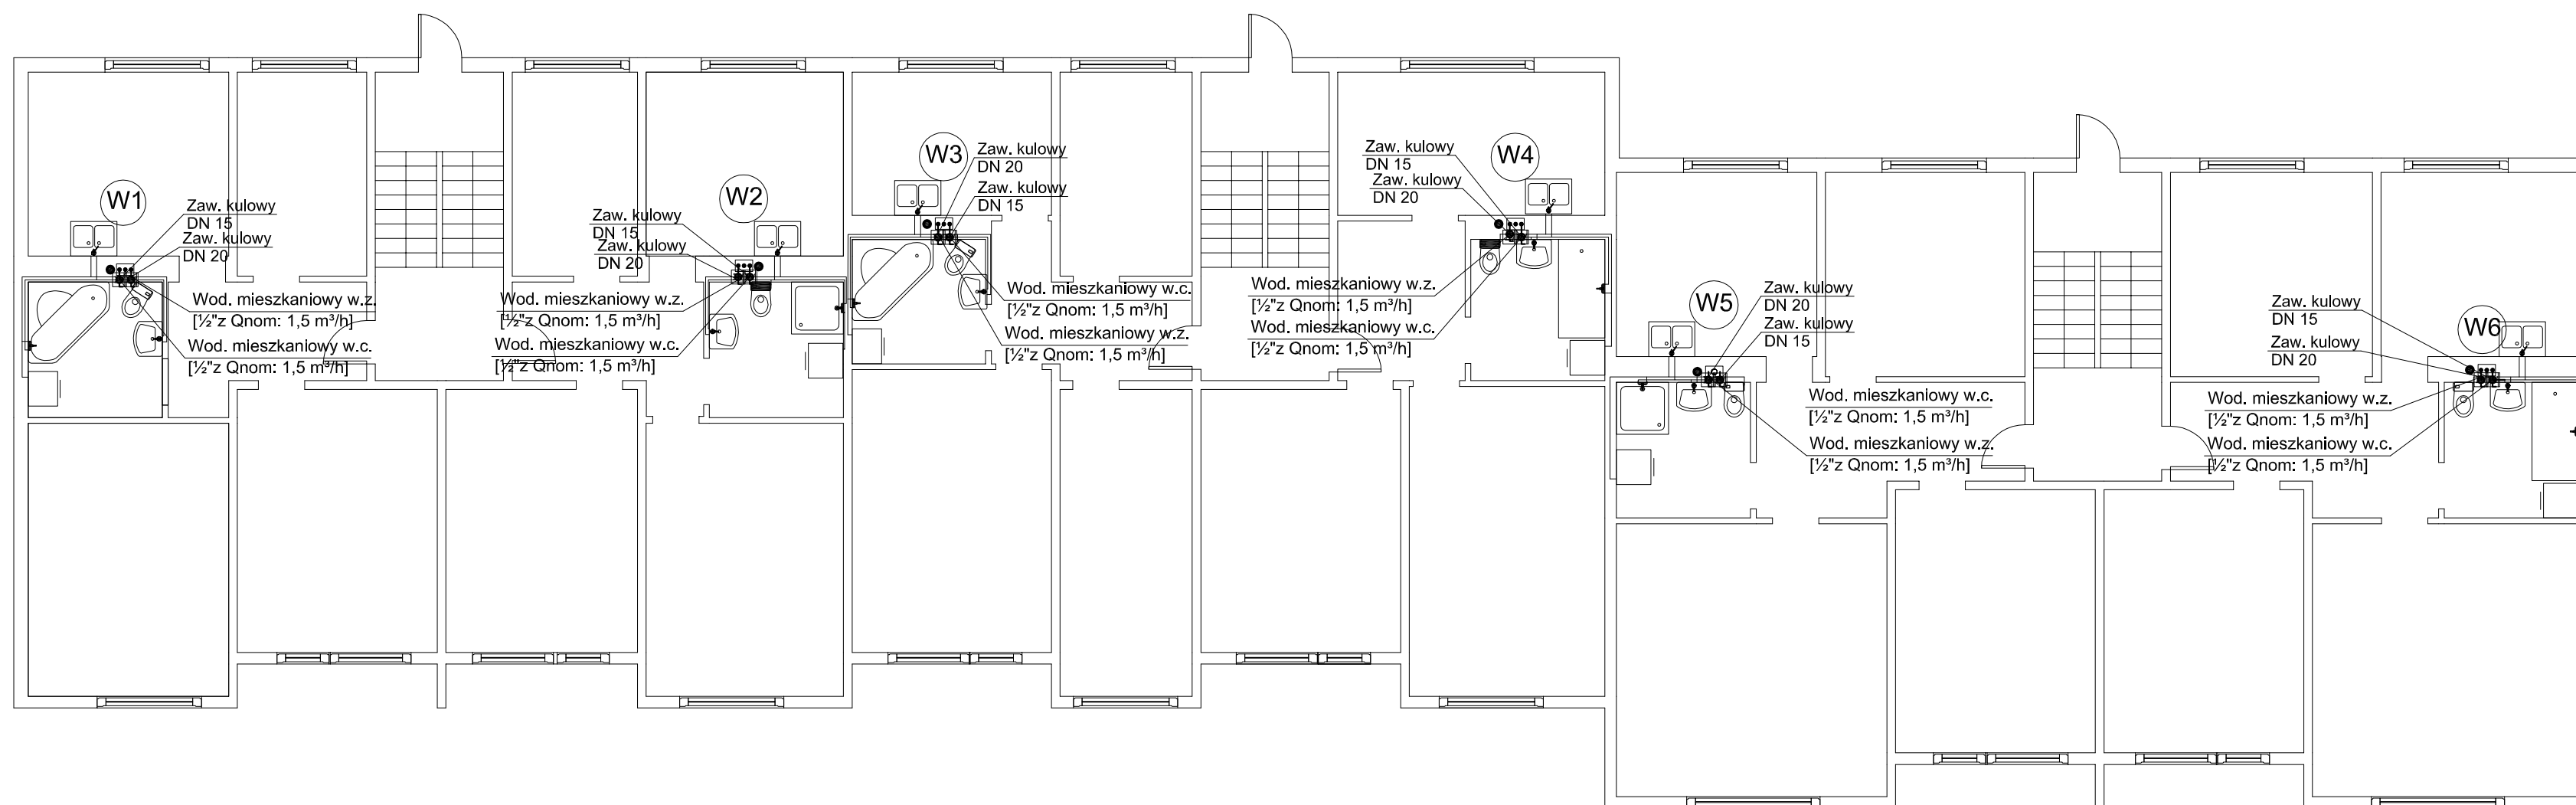 W1
Zaw. kulowy
DN 15
Zaw. kulowy
DN 20
Wod. mieszkaniowy w.z.
[½"z Qnom: 1,5 m³/h]
Wod. mieszkaniowy w.c.
[½"z Qnom: 1,5 m³/h]
W2
Zaw. kulowy
DN 15
Zaw. kulowy
DN 20
Wod. mieszkaniowy w.z.
[½"z Qnom: 1,5 m³/h]
Wod. mieszkaniowy w.c.
[½"z Qnom: 1,5 m³/h]
W3
Zaw. kulowy
DN 20
Zaw. kulowy
DN 15
Wod. mieszkaniowy w.c.
[½"z Qnom: 1,5 m³/h]
Wod. mieszkaniowy w.z.
[½"z Qnom: 1,5 m³/h]
W4
Zaw. kulowy
DN 15
Zaw. kulowy
DN 20
Wod. mieszkaniowy w.z.
[½"z Qnom: 1,5 m³/h]
Wod. mieszkaniowy w.c.
[½"z Qnom: 1,5 m³/h]
W5
Zaw. kulowy
DN 20
Zaw. kulowy
DN 15
Wod. mieszkaniowy w.c.
[½"z Qnom: 1,5 m³/h]
Wod. mieszkaniowy w.z.
[½"z Qnom: 1,5 m³/h]
W6
Zaw. kulowy
DN 15
Zaw. kulowy
DN 20
Wod. mieszkaniowy w.z.
[½"z Qnom: 1,5 m³/h]
Wod. mieszkaniowy w.c.
[½"z Qnom: 1,5 m³/h]